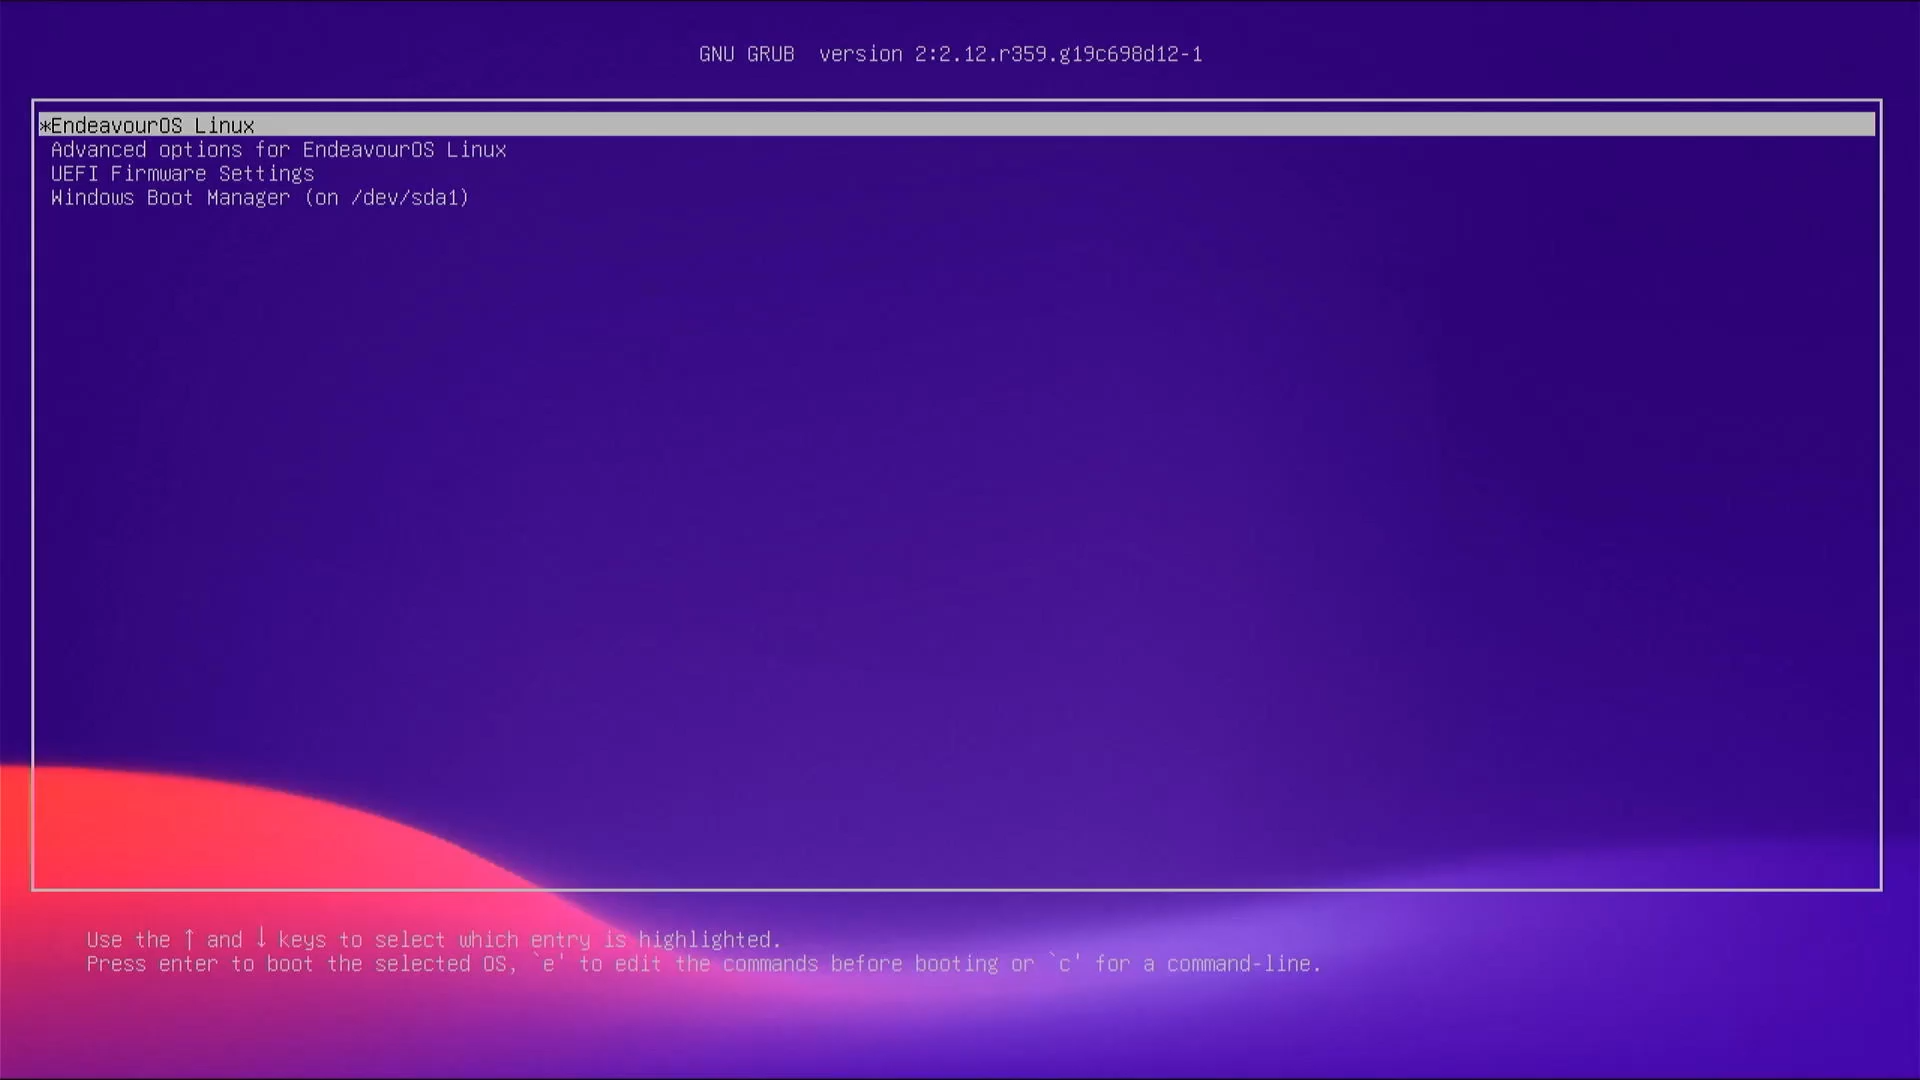 GNU GRUB  version 2:2.12.r359.g19c698d12-1
*EndeavourOS Linux
Advanced options for EndeavourOS Linux
UEFI Firmware Settings
Windows Boot Manager (on /dev/sda1)
Use the ↑ and ↓ keys to select which entry is highlighted.
Press enter to boot the selected OS, `e' to edit the commands before booting or `c' for a command-line.